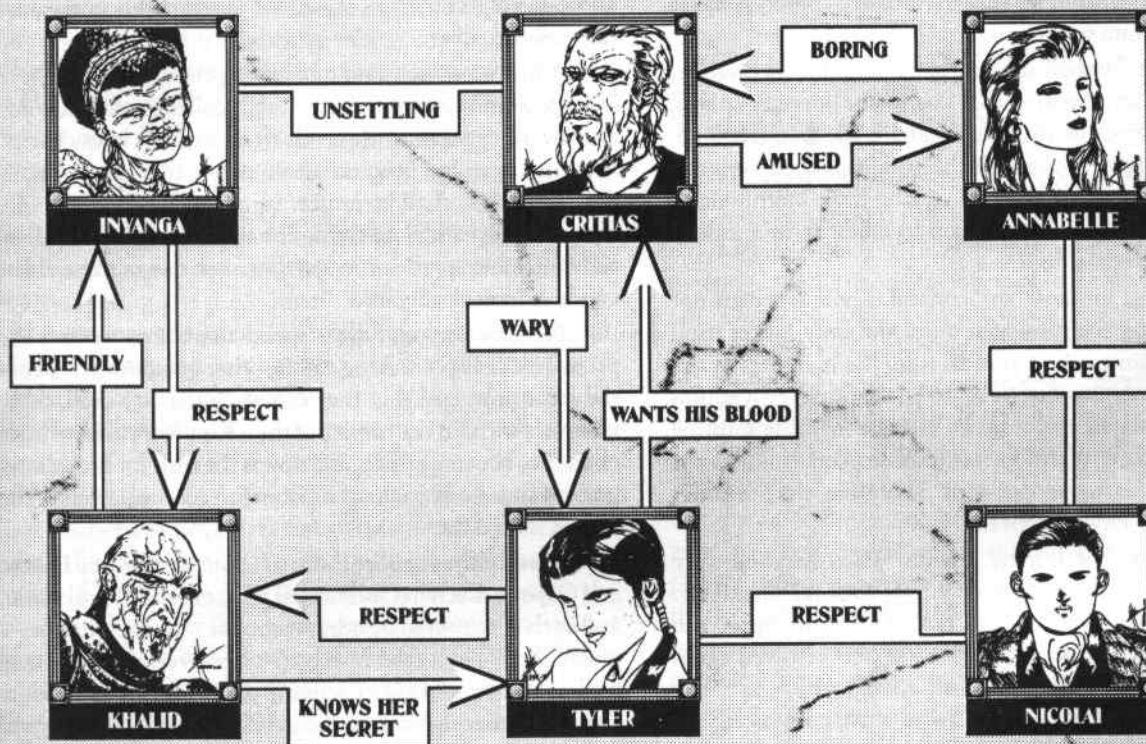 BORING
UNSETTLING
AMUSED
INYANGA
CRITIAS
ANNABELLE
WARY
FRIENDLY
RESPECT
RESPECT
WANTS HIS BLOOD
RESPECT
RESPECT
KNOWS HER
SECRET
KHALID
TYLER
NICOLAI